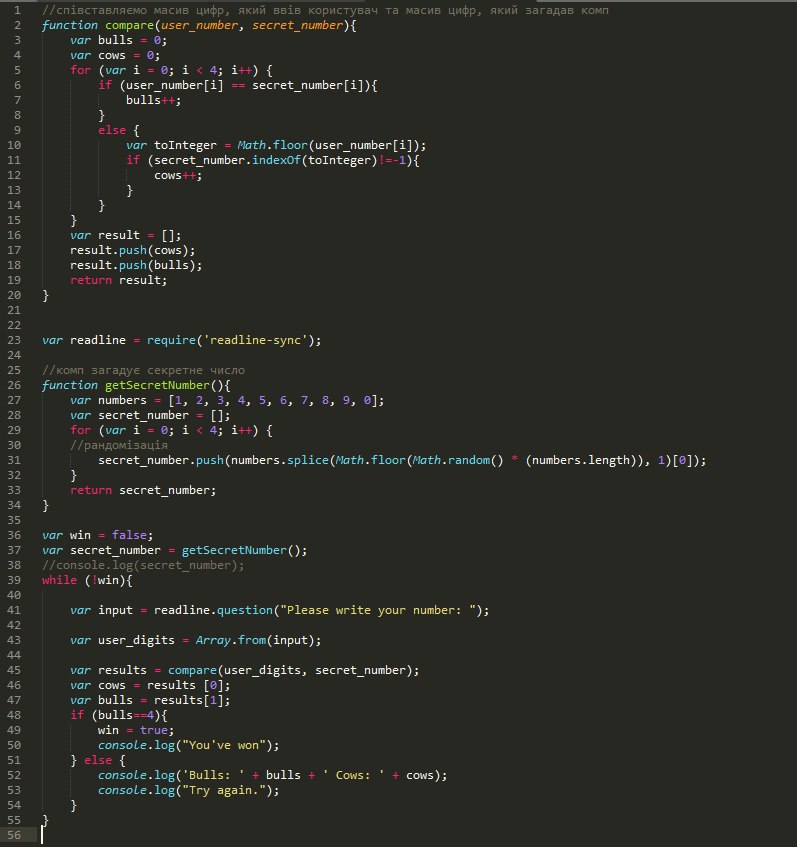 1 //співставляємо масив цифр, який ввів користувач та масив цифр, який загадав комп
2 function compare(user_number, secret_number){
3     var bulls = 0;
4     var cows = 0;
5     for (var i = 0; i < 4; i++) {
6         if (user_number[i] == secret_number[i]){
7             bulls++;
8         }
9         else {
10             var toInteger = Math.floor(user_number[i]);
11             if (secret_number.indexOf(toInteger)!==-1){
12                 cows++;
13             }
14         }
15     }
16     var result = [];
17     result.push(cows);
18     result.push(bulls);
19     return result;
20 }
21
22
23 var readline = require('readline-sync');
24
25 //комп загадує секретне число
26 function getSecretNumber(){
27     var numbers = [1, 2, 3, 4, 5, 6, 7, 8, 9, 0];
28     var secret_number = [];
29     for (var i = 0; i < 4; i++) {
30     //рандомізація
31         secret_number.push(numbers.splice(Math.floor(Math.random() * (numbers.length)), 1)[0]);
32     }
33     return secret_number;
34 }
35
36 var win = false;
37 var secret_number = getSecretNumber();
38 //console.log(secret_number);
39 while (!win){
40
41     var input = readline.question("Please write your number: ");
42
43     var user_digits = Array.from(input);
44
45     var results = compare(user_digits, secret_number);
46     var cows = results [0];
47     var bulls = results[1];
48     if (bulls==4){
49         win = true;
50         console.log("You've won");
51     } else {
52         console.log('Bulls: ' + bulls + ' Cows: ' + cows);
53         console.log("Try again.");
54     }
55 }
56